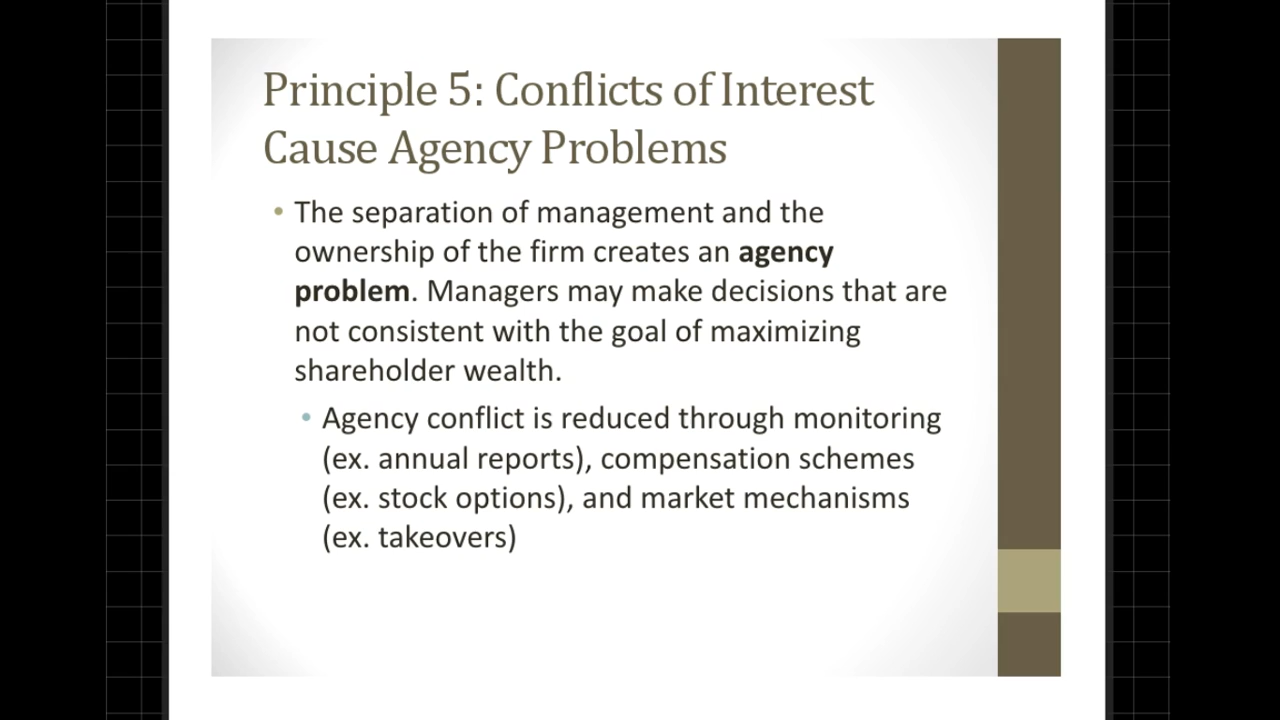 Principle 5: Conflicts of Interest
Cause Agency Problems
• The separation of management and the
ownership of the firm creates an agency
problem. Managers may make decisions that are
not consistent with the goal of maximizing
shareholder wealth.
• Agency conflict is reduced through monitoring
(ex. annual reports), compensation schemes
(ex. stock options), and market mechanisms
(ex. takeovers)